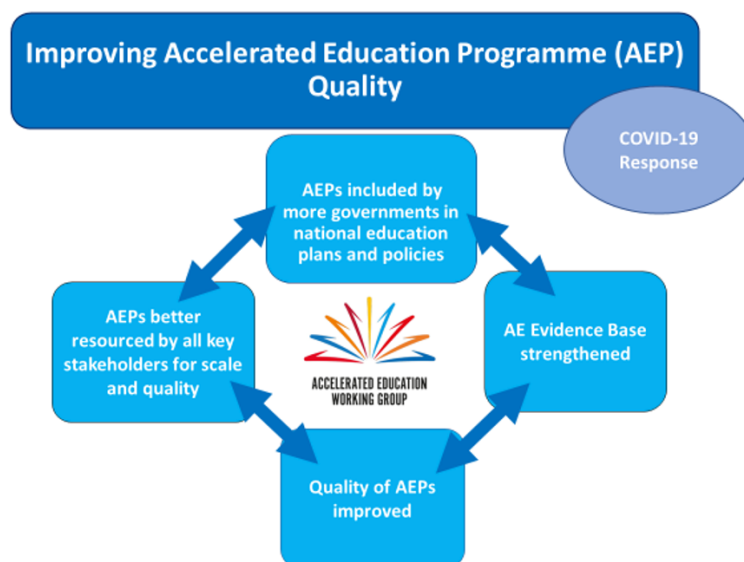 Improving Accelerated Education Programme (AEP)
Quality
COVID-19
Response
AEPs included by
more governments in
national education
plans and policies
AEPs better
resourced by all key
stakeholders for scale
and quality
ACCELERATED EDUCATION
WORKING GROUP
AE Evidence Base
strengthened
Quality of AEPs
improved